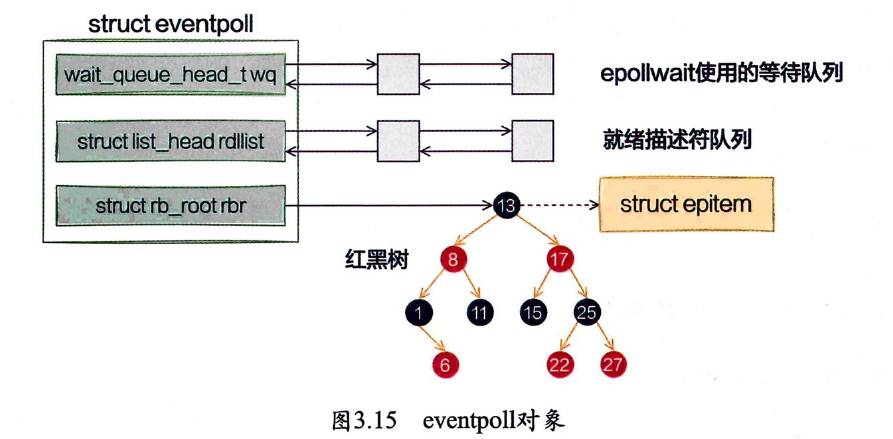 struct eventpoll
wait_queue_head_t wq
epollwait使用的等待队列
struct list_head rdllist
就绪描述符队列
struct rb_root rbr
13
struct epitem
红黑树
8
17
1
11
15
25
6
22
27
图3.15 eventpoll对象